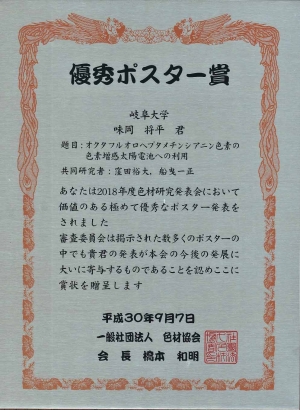 優秀ポスター賞
岐阜大学
味岡 将平 君
題目：オクタフルオロヘプタメチンシアニン色素の
色素増感太陽電池への利用
共同研究者：窪田裕大、船曳一正
あなたは2018年度色材研究発表会において
価値のある極めて優秀なポスター発表を
されました
審査委員会は掲示された数多くのポスターの
中でも貴君の発表が本会の今後の発展に
大いに寄与するものであることを認めここに
賞状を贈呈します
平成30年9月7日
一般社団法人 色材協会
会長 橋本 和明